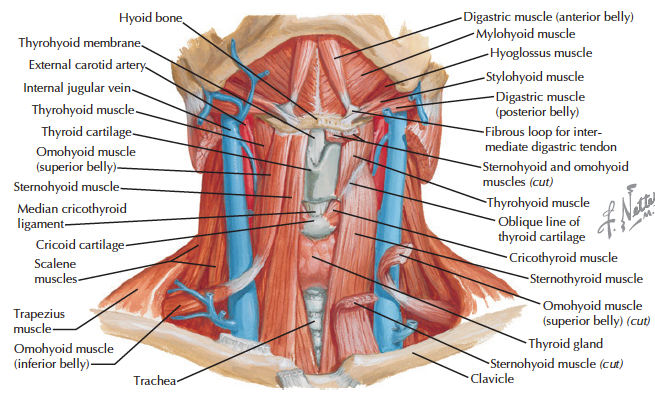 Hyoid bone
Thyrohyoid membrane
External carotid artery
Internal jugular vein
Thyrohyoid muscle
Thyroid cartilage
Omohyoid muscle
(superior belly)
Sternohyoid muscle
Median cricothyroid
ligament
Cricoid cartilage
Scalene
muscles
Trapezius
muscle
Omohyoid muscle
(inferior belly)
Trachea
Digastric muscle (anterior belly)
Mylohyoid muscle
Hyoglossus muscle
Stylohyoid muscle
Digastric muscle
(posterior belly)
Fibrous loop for inter-
mediate digastric tendon
Sternohyoid and omohyoid
muscles (cut)
Thyrohyoid muscle
Oblique line of
thyroid cartilage
Cricothyroid muscle
Sternothyroid muscle
Omohyoid muscle
(superior belly) (cut)
Thyroid gland
Sternohyoid muscle (cut)
Clavicle